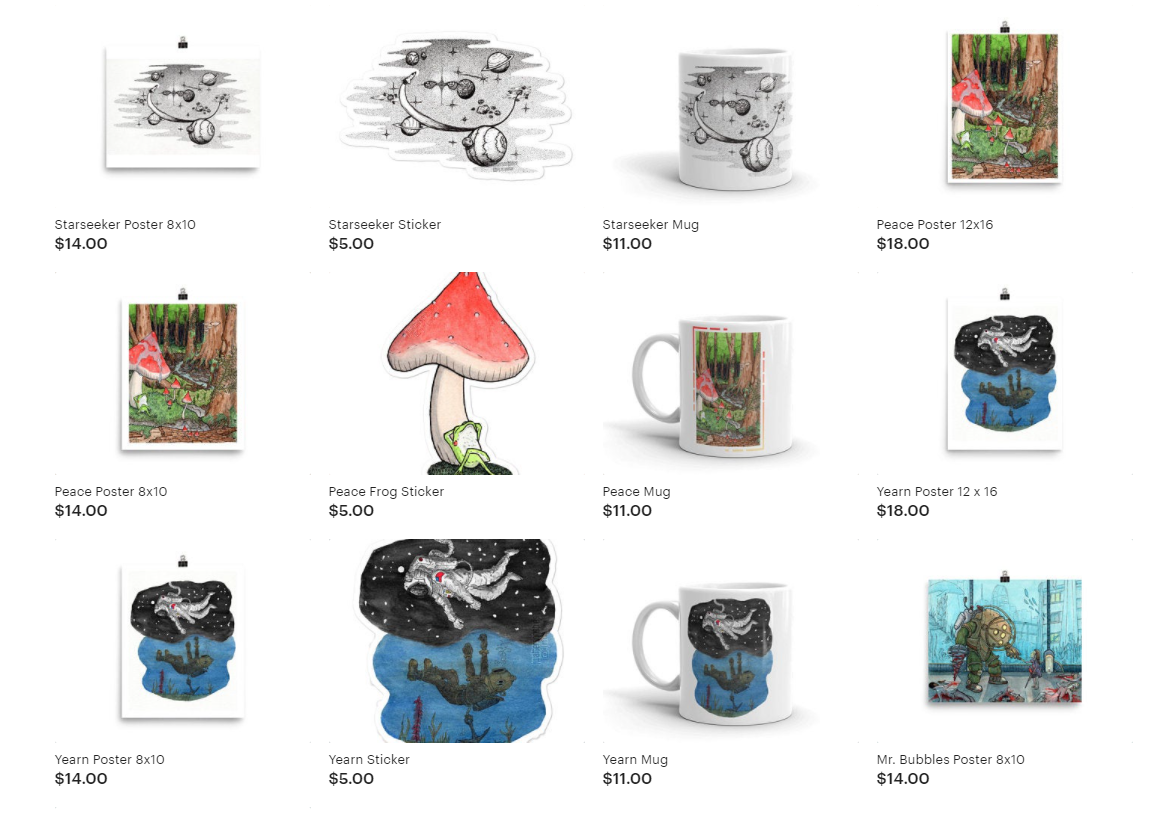 Starseeker Poster 8x10
$14.00
Starseeker Sticker
$5.00
Starseeker Mug
$11.00
Peace Poster 12x16
$18.00
Peace Poster 8x10
$14.00
Peace Frog Sticker
$5.00
Peace Mug
$11.00
Yearn Poster 12 x 16
$18.00
Yearn Poster 8x10
$14.00
Yearn Sticker
$5.00
Yearn Mug
$11.00
Mr. Bubbles Poster 8x10
$14.00